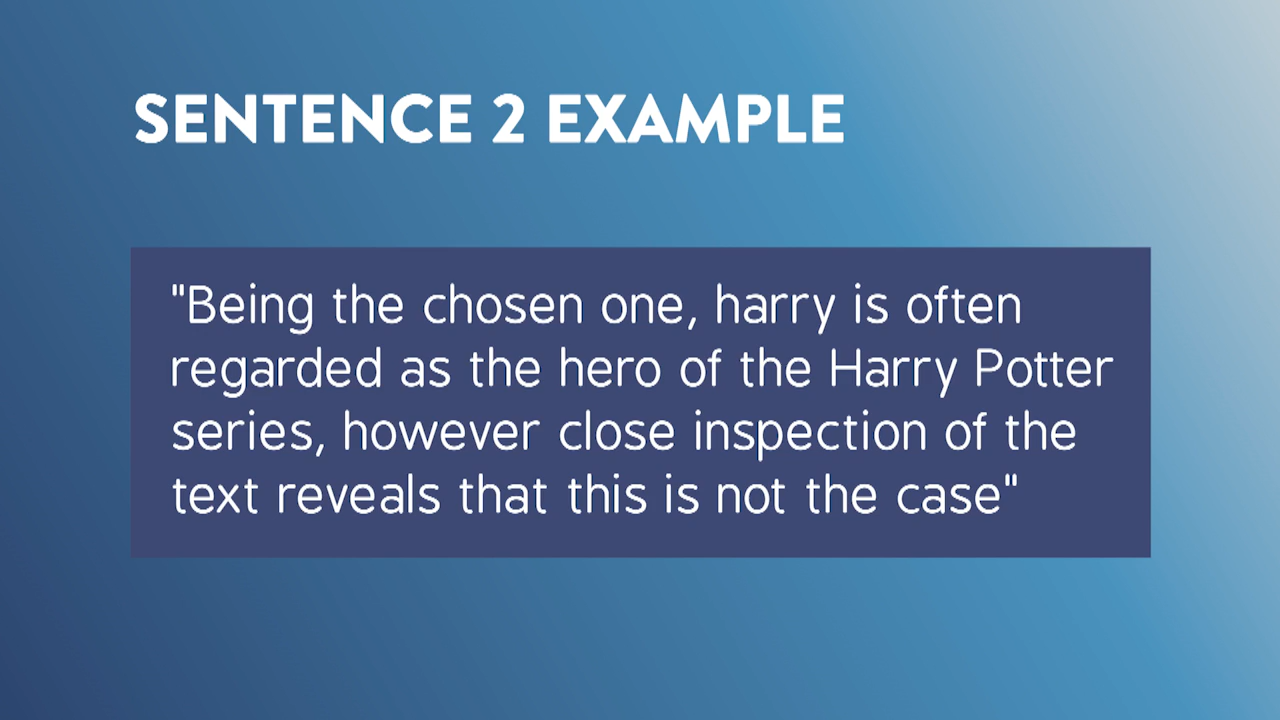 SENTENCE 2 EXAMPLE
"Being the chosen one, harry is often
regarded as the hero of the Harry Potter
series, however close inspection of the
text reveals that this is not the case"